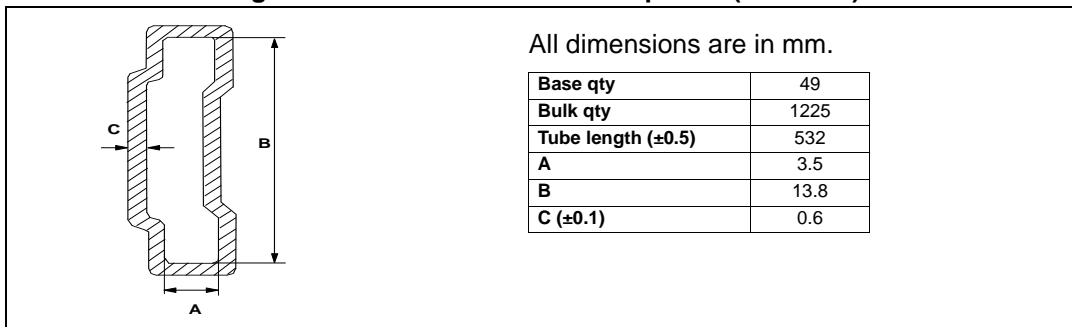 All dimensions are in mm.
Base qty 49
Bulk qty 1225
Tube length (±0.5) 532
A 3.5
B 13.8
C (±0.1) 0.6
C
B
A